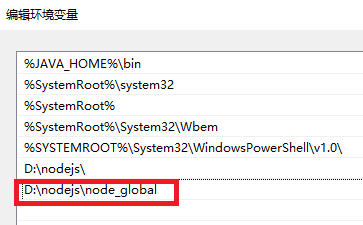 编辑环境变量
%JAVA_HOME%\bin
%SystemRoot%\system32
%SystemRoot%
%SystemRoot%\System32\Wbem
%SYSTEMROOT%\System32\WindowsPowerShell\v1.0\
D:\nodejs\
D:\nodejs\node_global